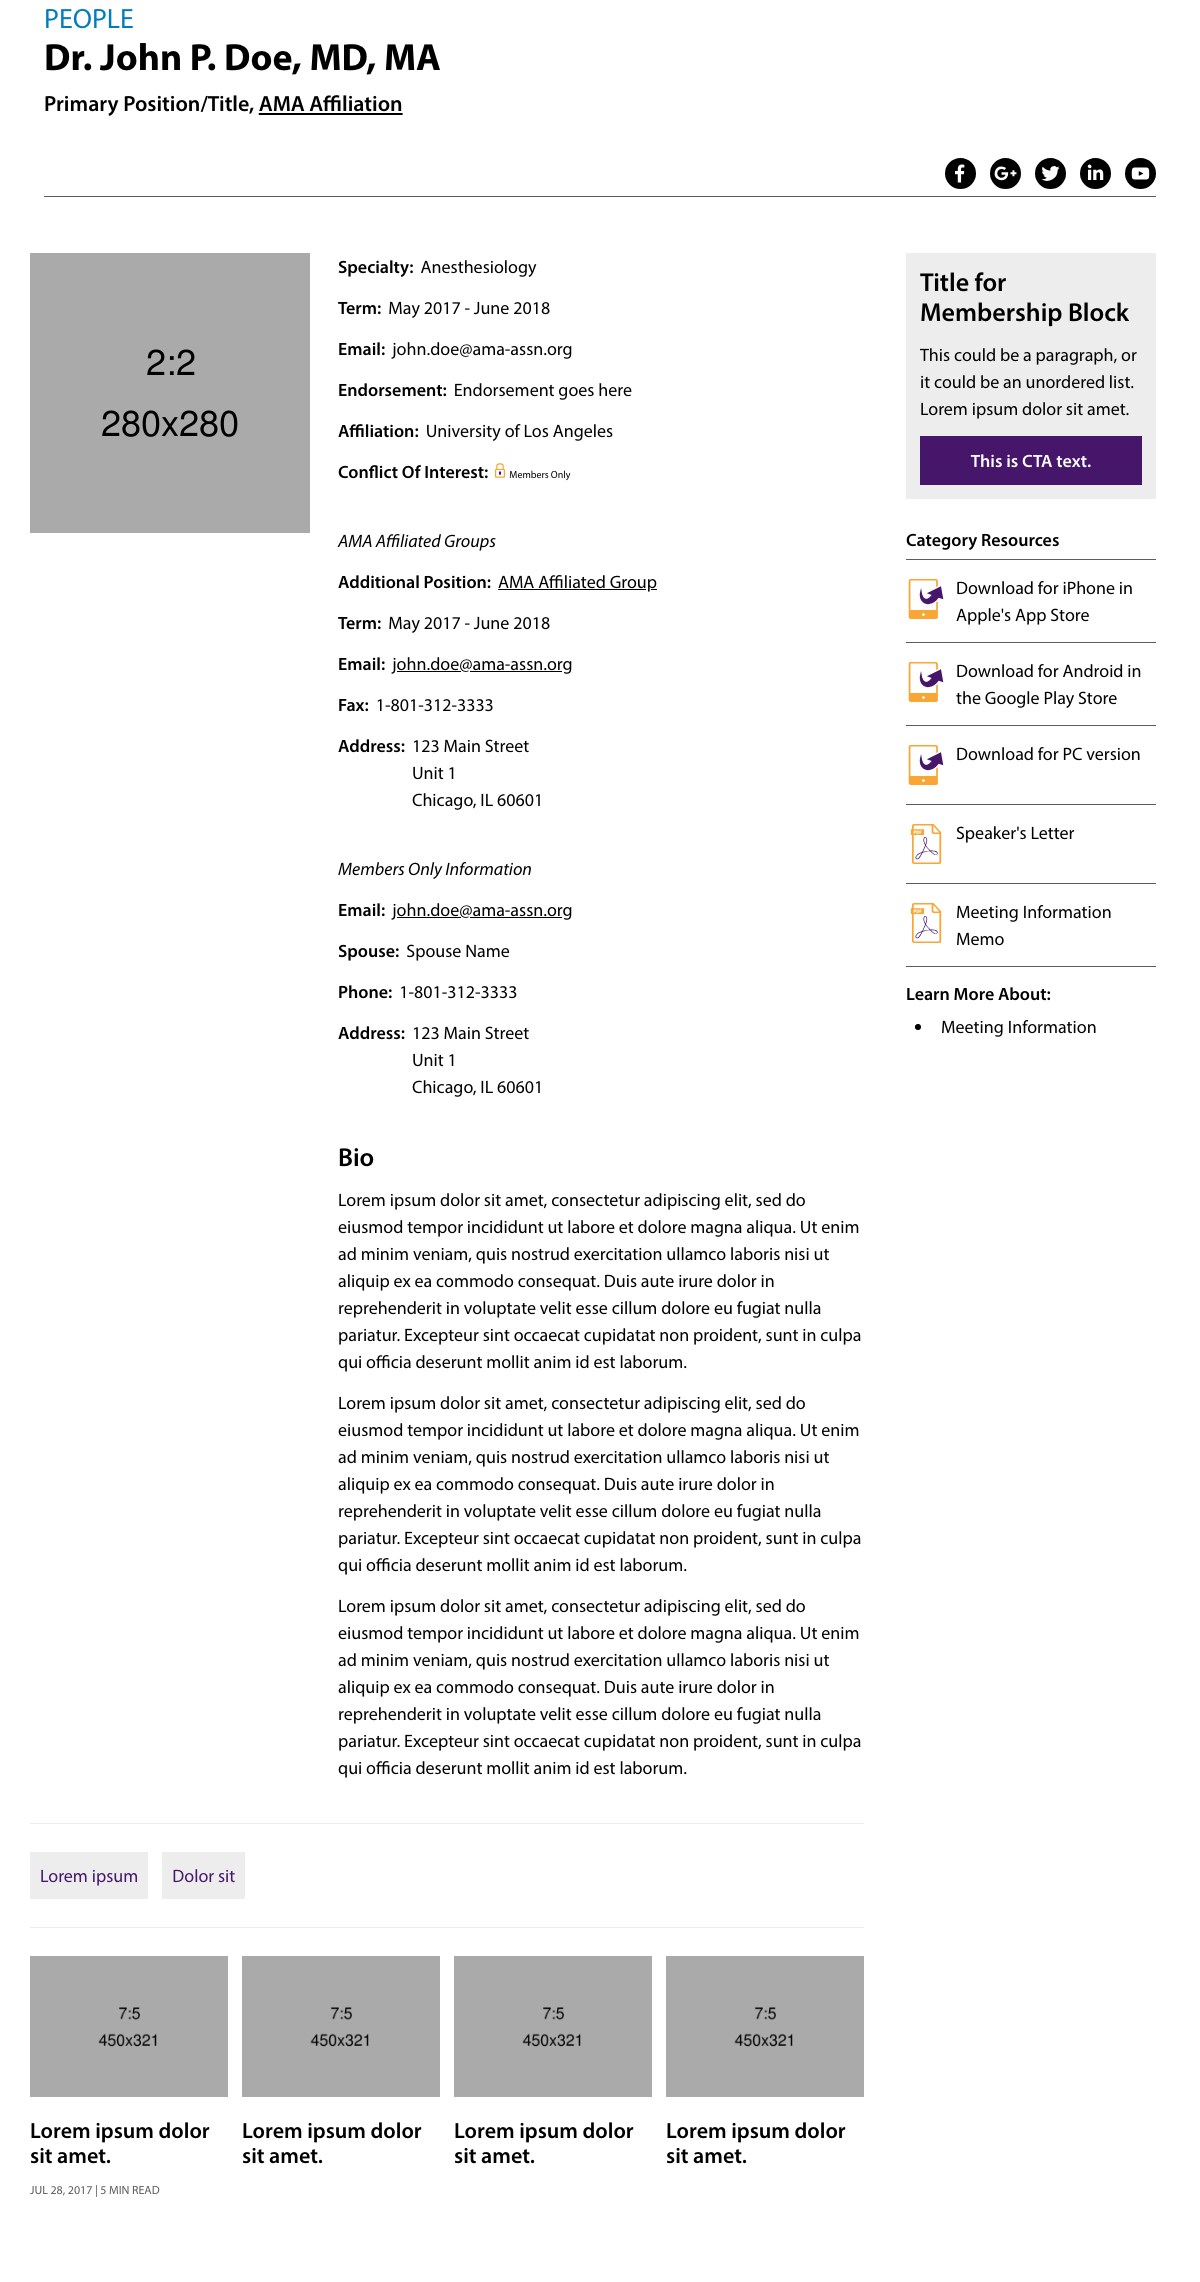 PEOPLE
Dr. John P. Doe, MD, MA
Primary Position/Title, AMA Affiliation
2:2
280x280
Specialty: Anesthesiology
Term: May 2017 - June 2018
Email: john.doe@ama-assn.org
Endorsement: Endorsement goes here
Affiliation: University of Los Angeles
Conflict Of Interest: Members Only
AMA Affiliated Groups
Additional Position: AMA Affiliated Group
Term: May 2017 - June 2018
Email: john.doe@ama-assn.org
Fax: 1-801-312-3333
Address: 123 Main Street
Unit 1
Chicago, IL 60601
Members Only Information
Email: john.doe@ama-assn.org
Spouse: Spouse Name
Phone: 1-801-312-3333
Address: 123 Main Street
Unit 1
Chicago, IL 60601
Bio
Lorem ipsum dolor sit amet, consectetur adipiscing elit, sed do
eiusmod tempor incididunt ut labore et dolore magna aliqua. Ut enim
ad minim veniam, quis nostrud exercitation ullamco laboris nisi ut
aliquip ex ea commodo consequat. Duis aute irure dolor in
reprehenderit in voluptate velit esse cillum dolore eu fugiat nulla
pariatur. Excepteur sint occaecat cupidatat non proident, sunt in culpa
qui officia deserunt mollit anim id est laborum.
Lorem ipsum dolor sit amet, consectetur adipiscing elit, sed do
eiusmod tempor incididunt ut labore et dolore magna aliqua. Ut enim
ad minim veniam, quis nostrud exercitation ullamco laboris nisi ut
aliquip ex ea commodo consequat. Duis aute irure dolor in
reprehenderit in voluptate velit esse cillum dolore eu fugiat nulla
pariatur. Excepteur sint occaecat cupidatat non proident, sunt in culpa
qui officia deserunt mollit anim id est laborum.
Lorem ipsum dolor sit amet, consectetur adipiscing elit, sed do
eiusmod tempor incididunt ut labore et dolore magna aliqua. Ut enim
ad minim veniam, quis nostrud exercitation ullamco laboris nisi ut
aliquip ex ea commodo consequat. Duis aute irure dolor in
reprehenderit in voluptate velit esse cillum dolore eu fugiat nulla
pariatur. Excepteur sint occaecat cupidatat non proident, sunt in culpa
qui officia deserunt mollit anim id est laborum.
Title for
Membership Block
This could be a paragraph, or
it could be an unordered list.
Lorem ipsum dolor sit amet.
This is CTA text.
Category Resources
Download for iPhone in
Apple's App Store
Download for Android in
the Google Play Store
Download for PC version
PDF
Speaker's Letter
PDF
Meeting Information
Memo
Learn More About:
• Meeting Information
Lorem ipsum
Dolor sit
7:5
450x321
Lorem ipsum dolor
sit amet.
JUL 28, 2017 | 5 MIN READ
7:5
450x321
Lorem ipsum dolor
sit amet.
7:5
450x321
Lorem ipsum dolor
sit amet.
7:5
450x321
Lorem ipsum dolor
sit amet.